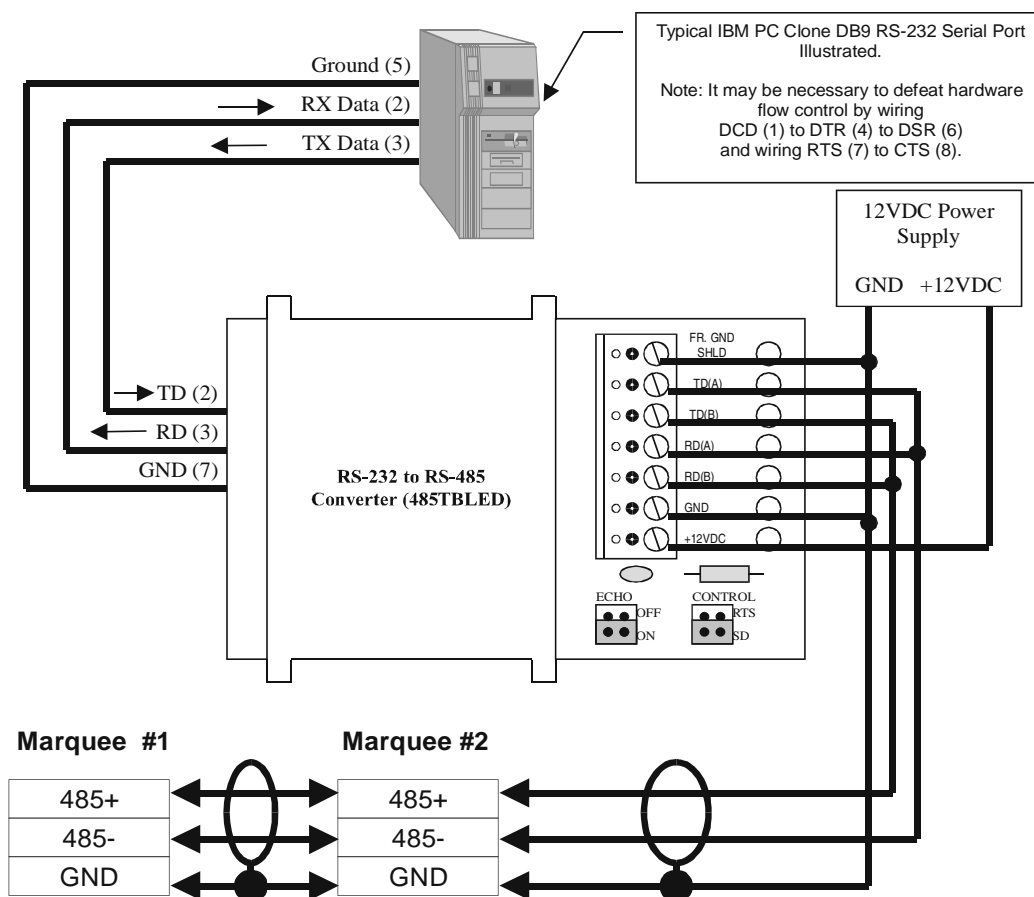 Typical IBM PC Clone DB9 RS-232 Serial Port
Illustrated.
Note: It may be necessary to defeat hardware
flow control by wiring
DCD (1) to DTR (4) to DSR (6)
and wiring RTS (7) to CTS (8).
Ground (5)
RX Data (2)
TX Data (3)
12VDC Power
Supply
GND +12VDC
TD (2)
RD (3)
GND (7)
RS-232 to RS-485
Converter (485TBLED)
FR. GND
SHLD
TD(A)
TD(B)
RD(A)
RD(B)
GND
+12VDC
ECHO
OFF
ON
CONTROL
RTS
SD
Marquee #1
485+
485-
GND
Marquee #2
485+
485-
GND